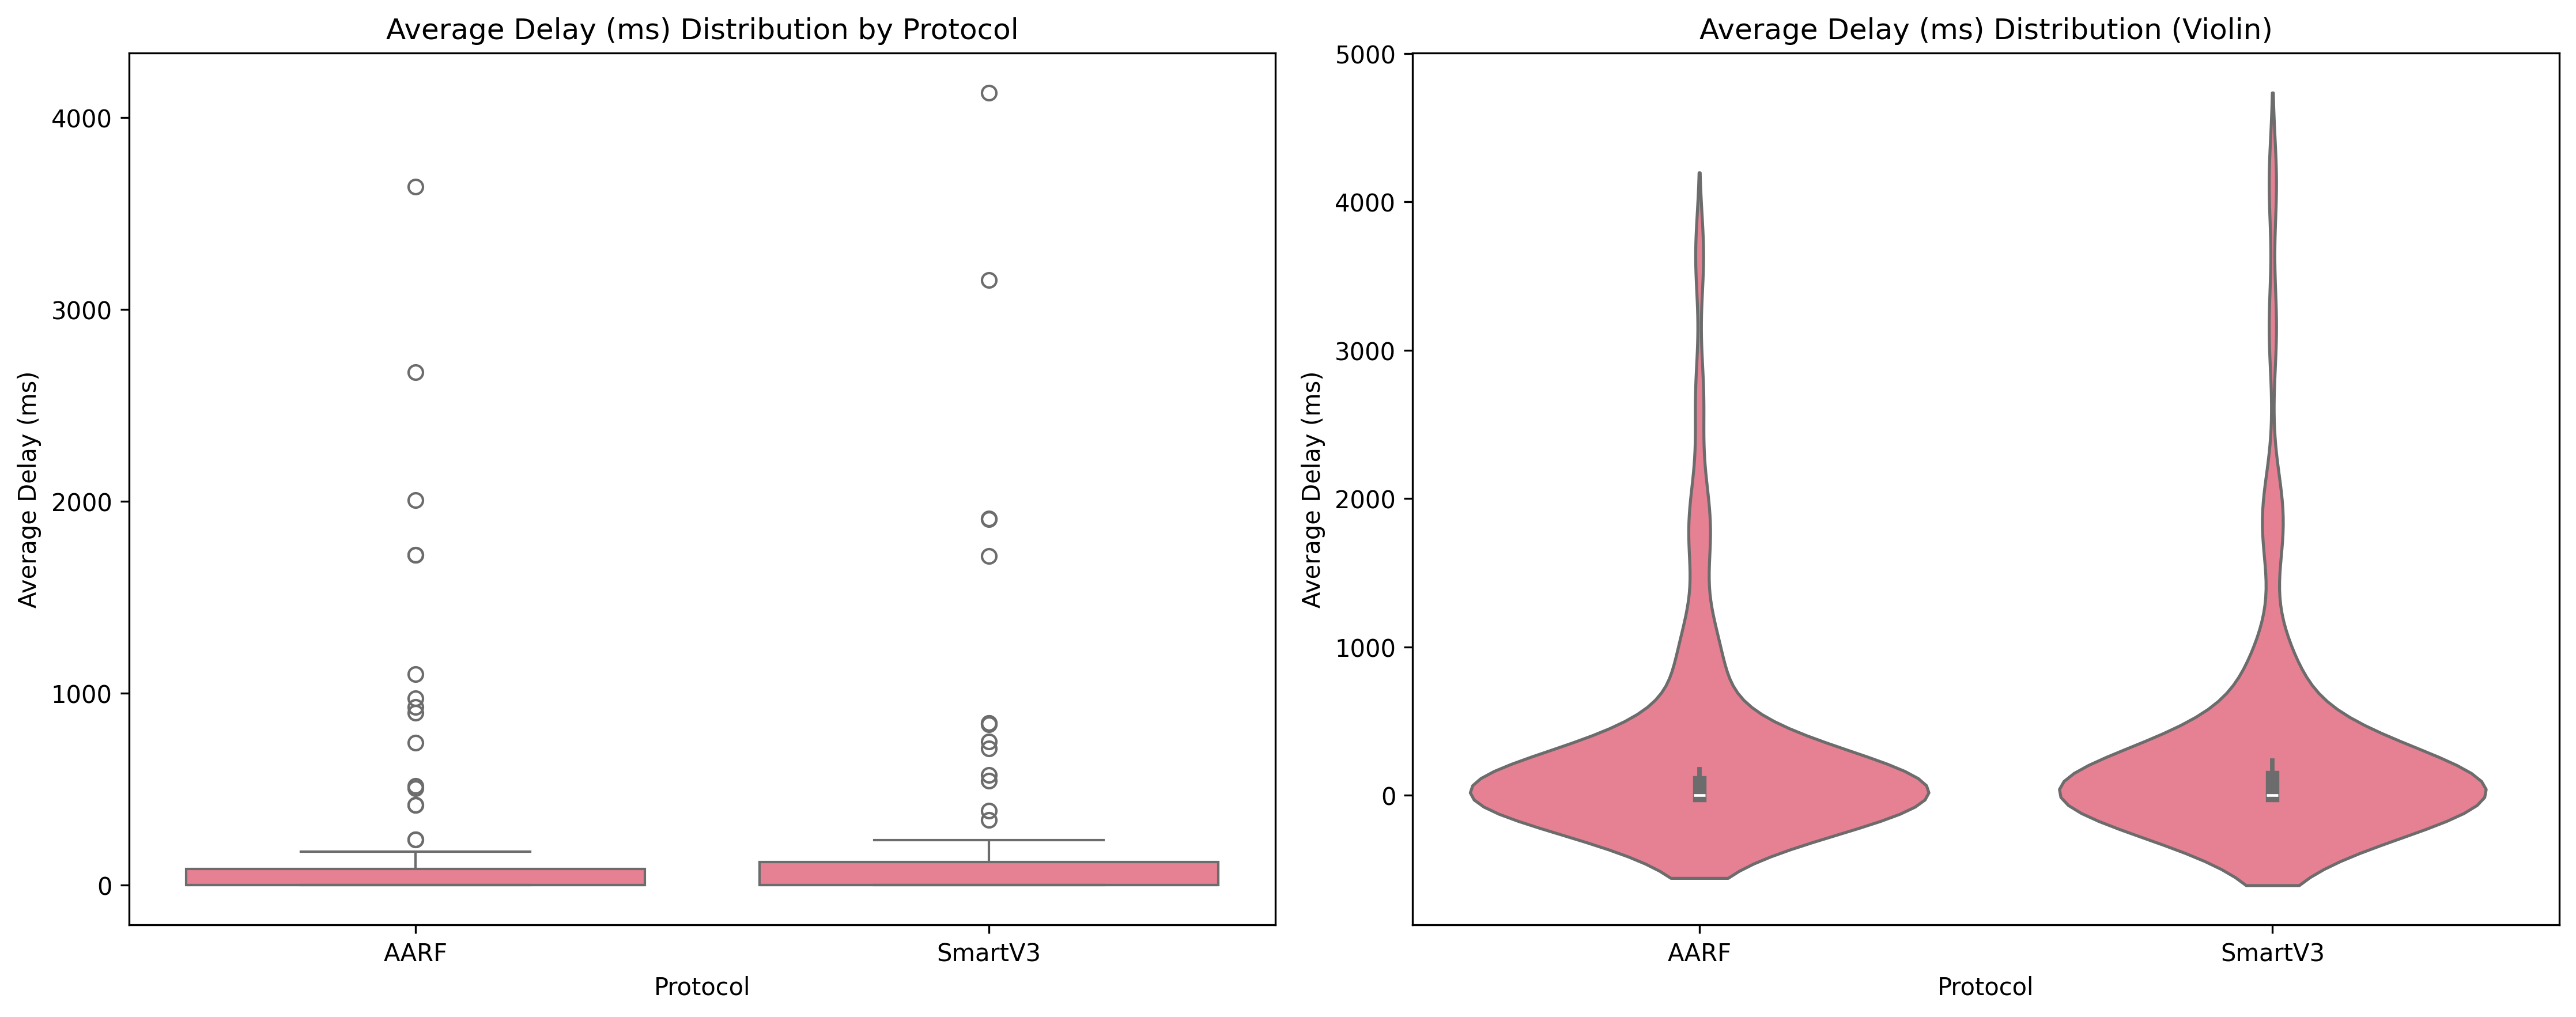 Average Delay (ms) Distribution by Protocol
Average Delay (ms)
4000
3000
2000
1000
0
AARF
SmartV3
Protocol
Average Delay (ms) Distribution (Violin)
Average Delay (ms)
5000
4000
3000
2000
1000
0
AARF
SmartV3
Protocol